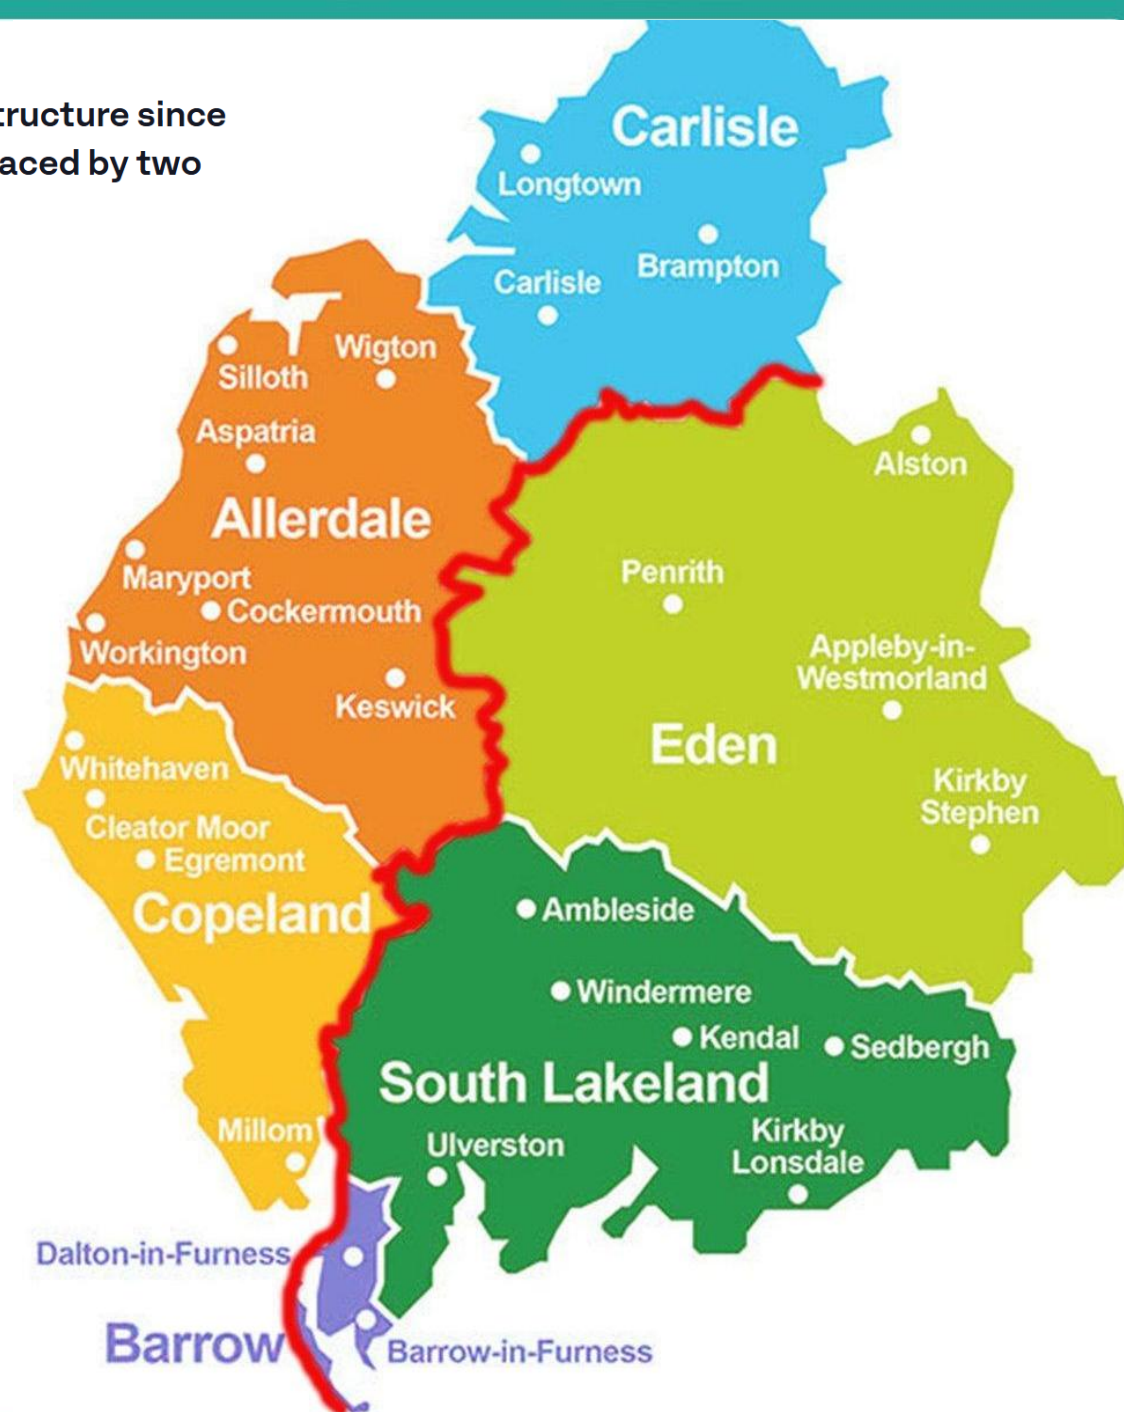 tructure since
aced by two
Carlisle
Longtown
Brampton
Carlisle
Wigton
Silloth
Aspatria
Allerdale
Maryport
Cockermouth
Workington
Keswick
Alston
Penrith
Appleby-in-
Westmorland
Eden
Kirkby
Stephen
Whitehaven
Cleator Moor
Egremont
Copeland
Millom
Ambleside
Windermere
Kendal
Sedbergh
South Lakeland
Ulverston
Kirkby
Lonsdale
Dalton-in-Furness
Barrow
Barrow-in-Furness